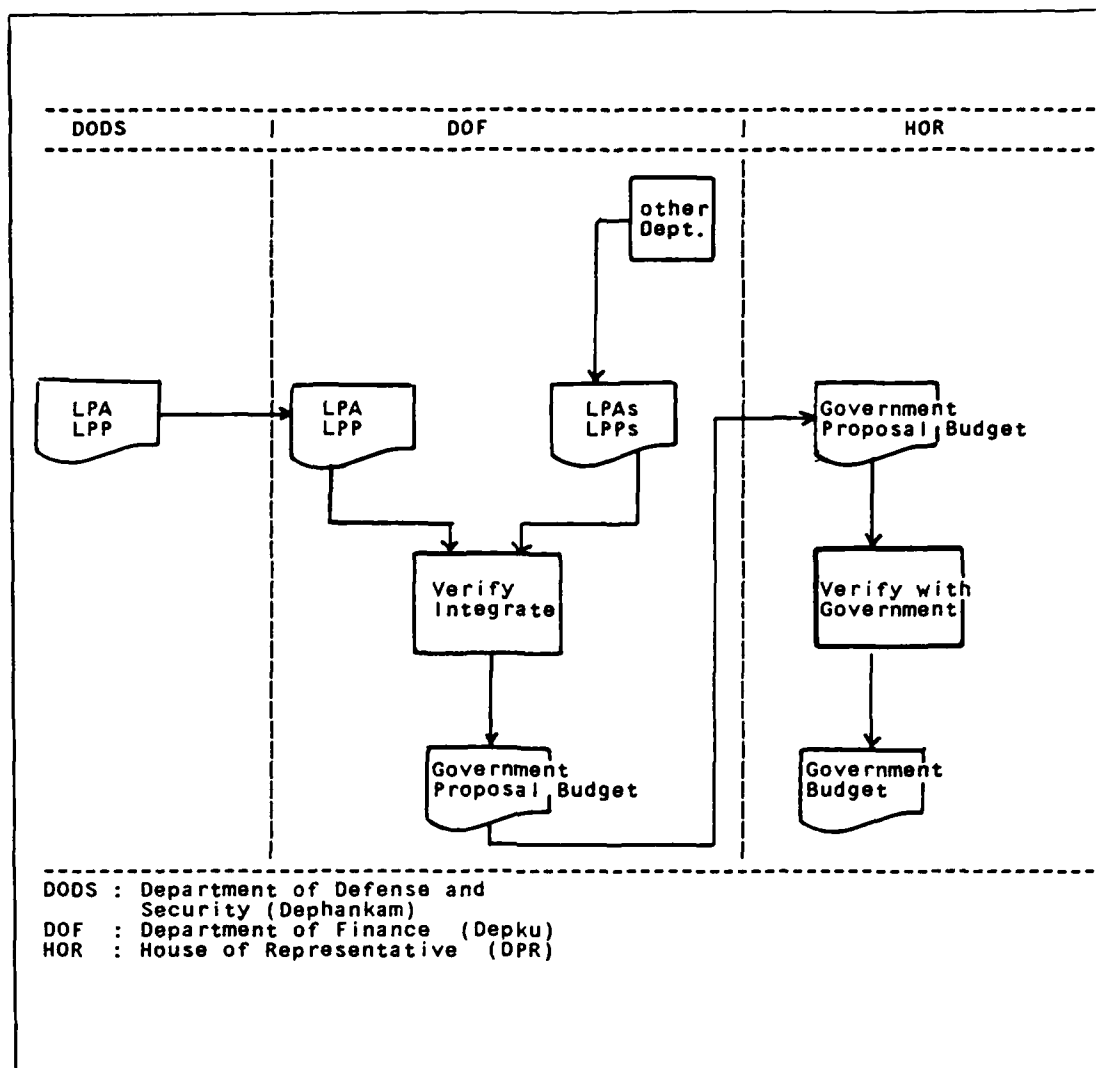 DODS | DOF | HOR
other
Dept.
LPA
LPP
LPA
LPP
LPAs
LPPs
Government
Proposal Budget
Verify
Integrate
Verify with
Government
Government
Proposal Budget
Government
Budget
DODS : Department of Defense and
Security (Dephankam)
DOF : Department of Finance (Depku)
HOR : House of Representative (DPR)